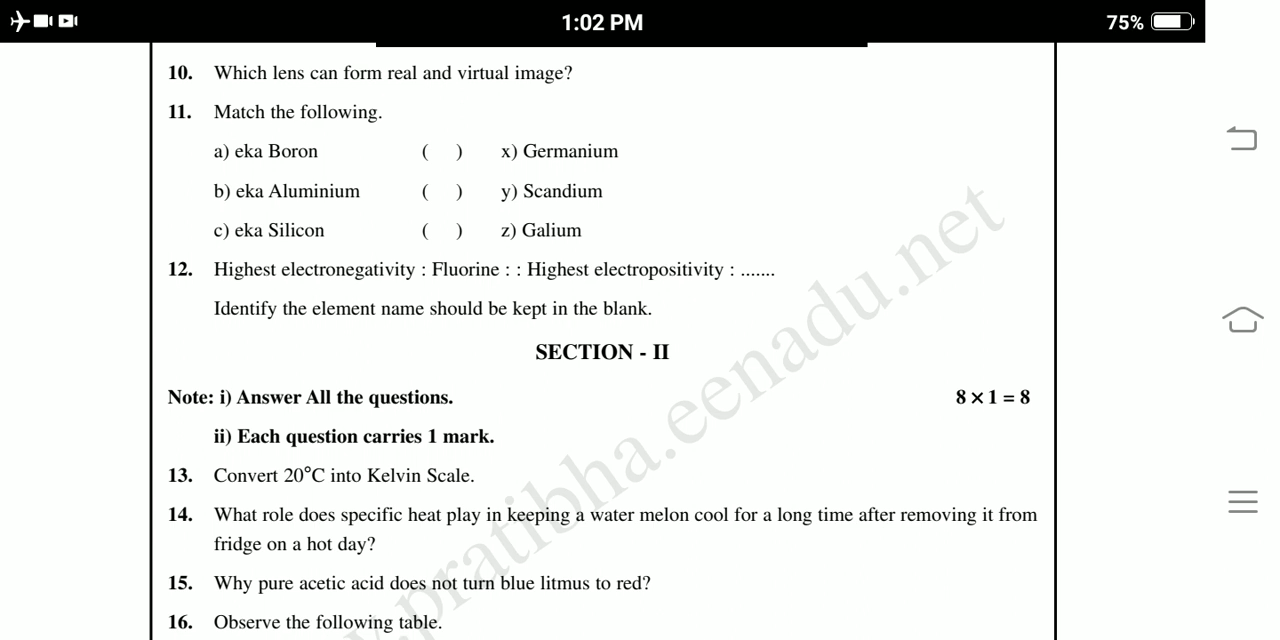 1:02 PM
75%
10. Which lens can form real and virtual image?
11. Match the following.
a) eka Boron ( ) x) Germanium
b) eka Aluminium ( ) y) Scandium
c) eka Silicon ( ) z) Galium
12. Highest electronegativity : Fluorine : : Highest electropositivity : .......
Identify the element name should be kept in the blank.
SECTION - II
Note: i) Answer All the questions. 8 × 1 = 8
ii) Each question carries 1 mark.
13. Convert 20°C into Kelvin Scale.
14. What role does specific heat play in keeping a water melon cool for a long time after removing it from
fridge on a hot day?
15. Why pure acetic acid does not turn blue litmus to red?
16. Observe the following table.
.pratibha.eenadu.net